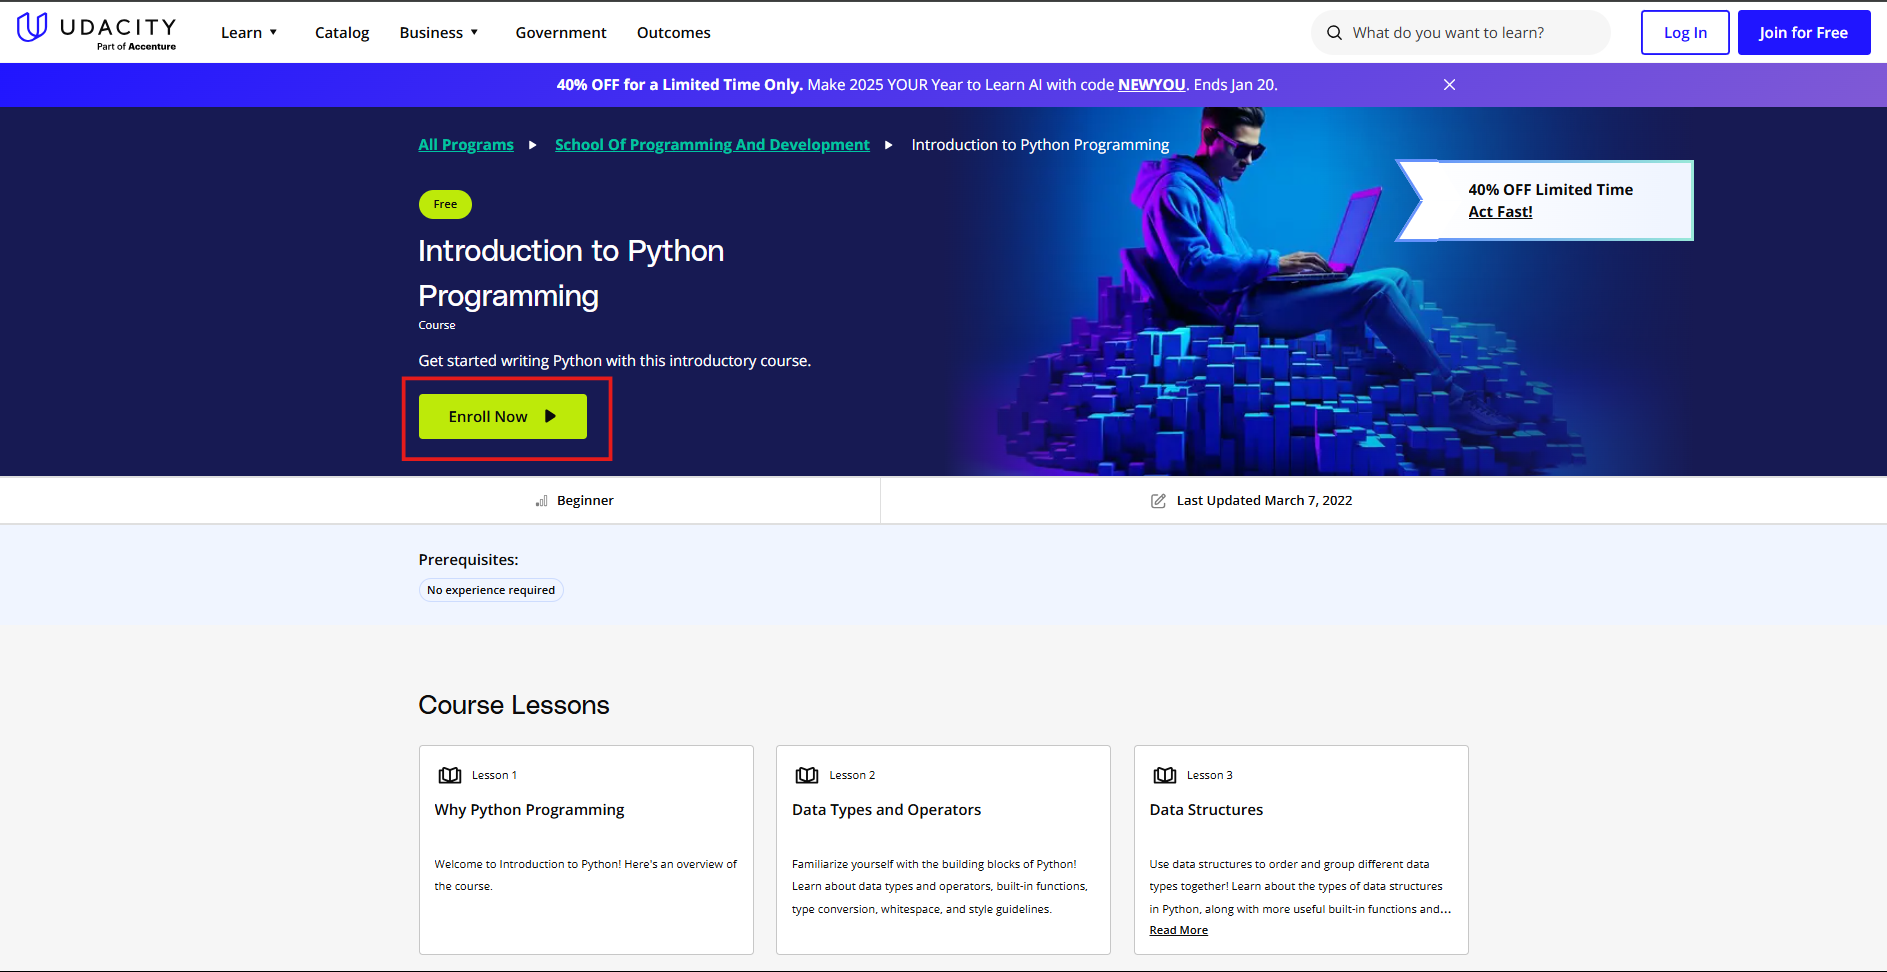 UDACITY
Part of Accenture
Learn
Catalog
Business
Government
Outcomes
What do you want to learn?
Log In
Join for Free
40% OFF for a Limited Time Only. Make 2025 YOUR Year to Learn AI with code NEWYOU. Ends Jan 20.
All Programs
School Of Programming And Development
Introduction to Python Programming
40% OFF Limited Time
Act Fast!
Free
Introduction to Python
Programming
Course
Get started writing Python with this introductory course.
Enroll Now
Beginner
Last Updated March 7, 2022
Prerequisites:
No experience required
Course Lessons
Lesson 1
Why Python Programming
Welcome to Introduction to Python! Here's an overview of
the course.
Lesson 2
Data Types and Operators
Familiarize yourself with the building blocks of Python!
Learn about data types and operators, built-in functions,
type conversion, whitespace, and style guidelines.
Lesson 3
Data Structures
Use data structures to order and group different data
types together! Learn about the types of data structures
in Python, along with more useful built-in functions and...
Read More